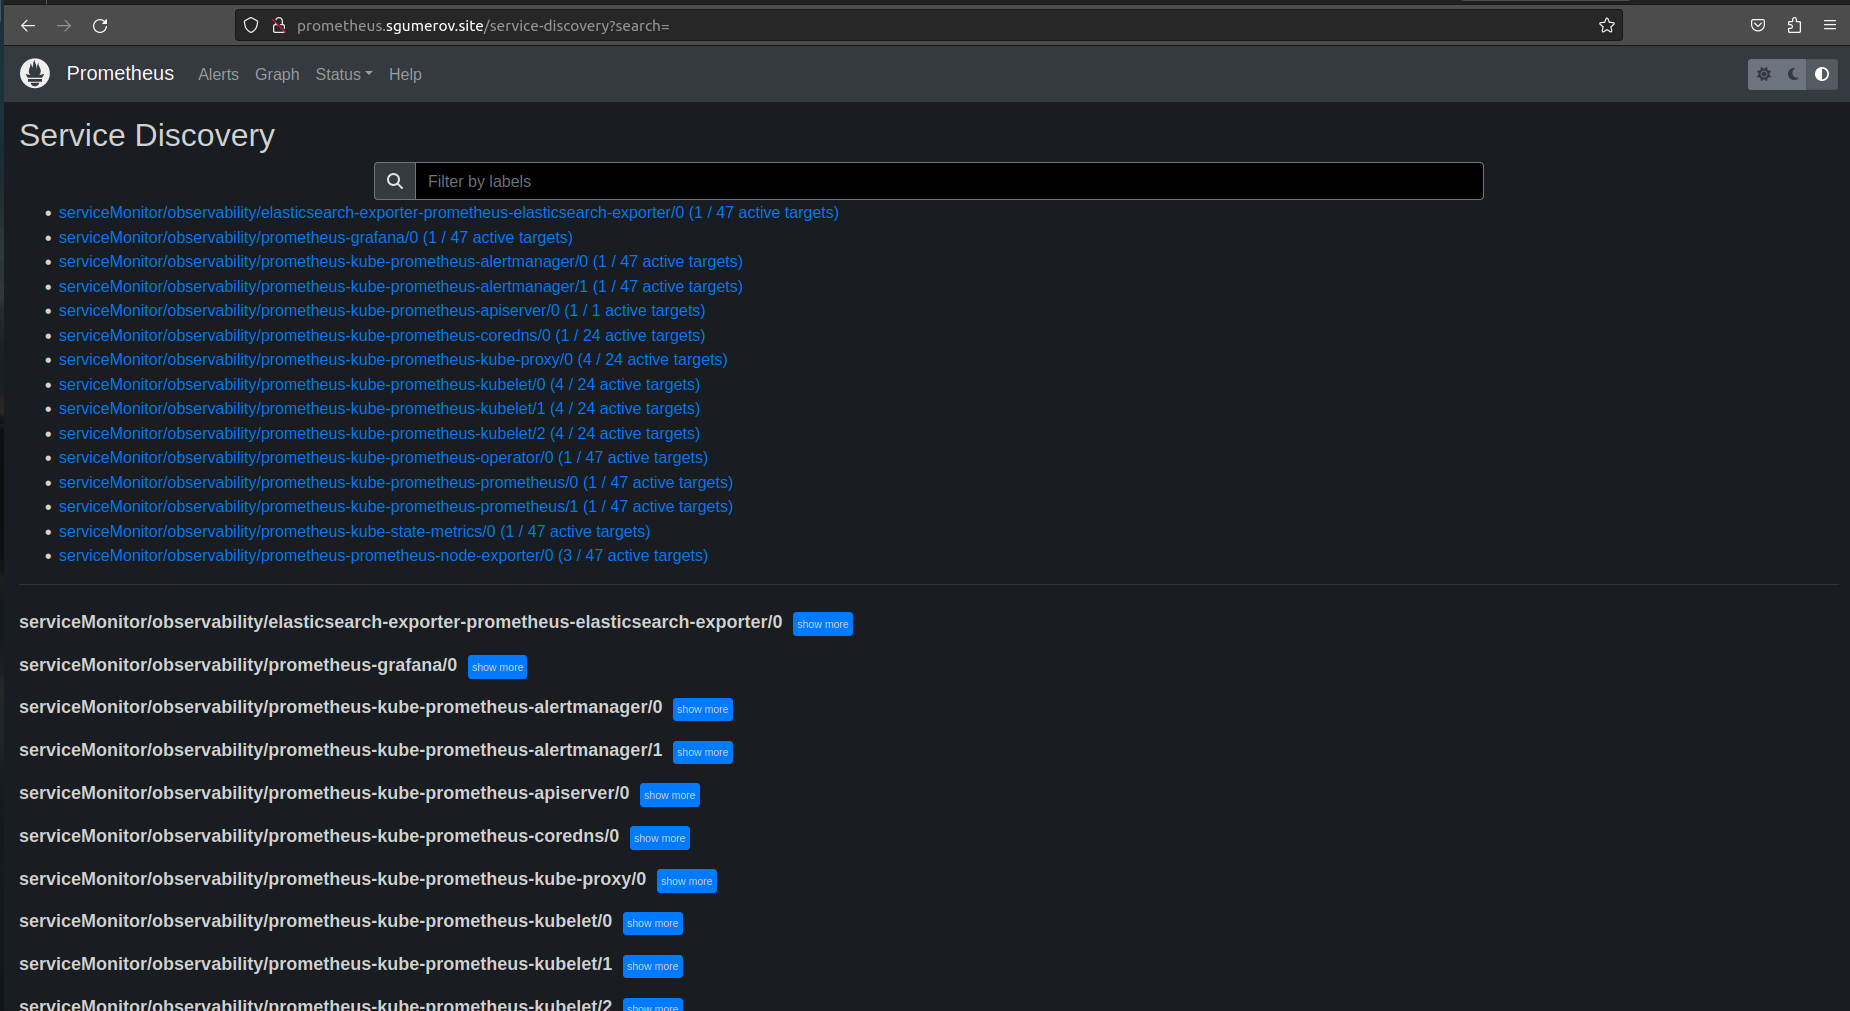 prometheus.sgumerov.site/service-discovery?search=
Prometheus Alerts Graph Status Help
Service Discovery
Filter by labels
serviceMonitor/observability/elasticsearch-exporter-prometheus-elasticsearch-exporter/0 (1 / 47 active targets)
serviceMonitor/observability/prometheus-grafana/0 (1 / 47 active targets)
serviceMonitor/observability/prometheus-kube-prometheus-alertmanager/0 (1 / 47 active targets)
serviceMonitor/observability/prometheus-kube-prometheus-alertmanager/1 (1 / 47 active targets)
serviceMonitor/observability/prometheus-kube-prometheus-apiserver/0 (1 / 1 active targets)
serviceMonitor/observability/prometheus-kube-prometheus-coredns/0 (1 / 24 active targets)
serviceMonitor/observability/prometheus-kube-prometheus-kube-proxy/0 (4 / 24 active targets)
serviceMonitor/observability/prometheus-kube-prometheus-kubelet/0 (4 / 24 active targets)
serviceMonitor/observability/prometheus-kube-prometheus-kubelet/1 (4 / 24 active targets)
serviceMonitor/observability/prometheus-kube-prometheus-kubelet/2 (4 / 24 active targets)
serviceMonitor/observability/prometheus-kube-prometheus-operator/0 (1 / 47 active targets)
serviceMonitor/observability/prometheus-kube-prometheus-prometheus/0 (1 / 47 active targets)
serviceMonitor/observability/prometheus-kube-prometheus-prometheus/1 (1 / 47 active targets)
serviceMonitor/observability/prometheus-kube-state-metrics/0 (1 / 47 active targets)
serviceMonitor/observability/prometheus-prometheus-node-exporter/0 (3 / 47 active targets)
serviceMonitor/observability/elasticsearch-exporter-prometheus-elasticsearch-exporter/0 show more
serviceMonitor/observability/prometheus-grafana/0 show more
serviceMonitor/observability/prometheus-kube-prometheus-alertmanager/0 show more
serviceMonitor/observability/prometheus-kube-prometheus-alertmanager/1 show more
serviceMonitor/observability/prometheus-kube-prometheus-apiserver/0 show more
serviceMonitor/observability/prometheus-kube-prometheus-coredns/0 show more
serviceMonitor/observability/prometheus-kube-prometheus-kube-proxy/0 show more
serviceMonitor/observability/prometheus-kube-prometheus-kubelet/0 show more
serviceMonitor/observability/prometheus-kube-prometheus-kubelet/1 show more
serviceMonitor/observability/prometheus-kube-prometheus-kubelet/2 show more